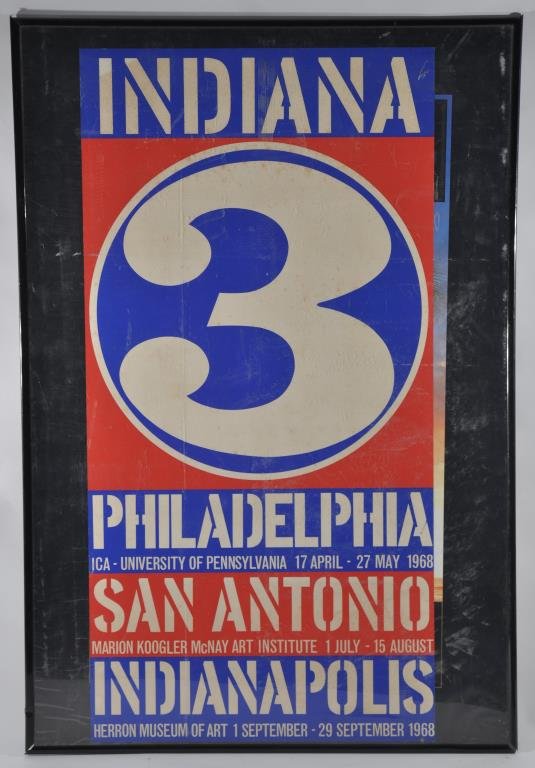 INDIANA
3
PHILADELPHIA
ICA - UNIVERSITY OF PENNSYLVANIA 17 APRIL - 27 MAY 1968
SAN ANTONIO
MARION KOOGLER McNAY ART INSTITUTE 1 JULY - 15 AUGUST
INDIANAPOLIS
HERRON MUSEUM OF ART 1 SEPTEMBER - 29 SEPTEMBER 1968